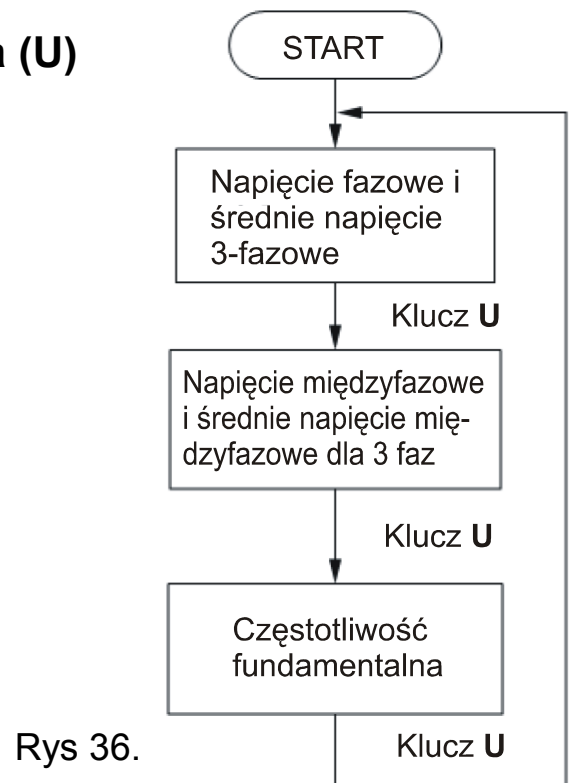 (U)
START
Napięcie fazowe i
średnie napięcie
3-fazowe
Klucz U
Napięcie międzyfazowe
i średnie napięcie mię-
dzyfazowe dla 3 faz
Klucz U
Częstotliwość
fundamentalna
Rys 36.
Klucz U